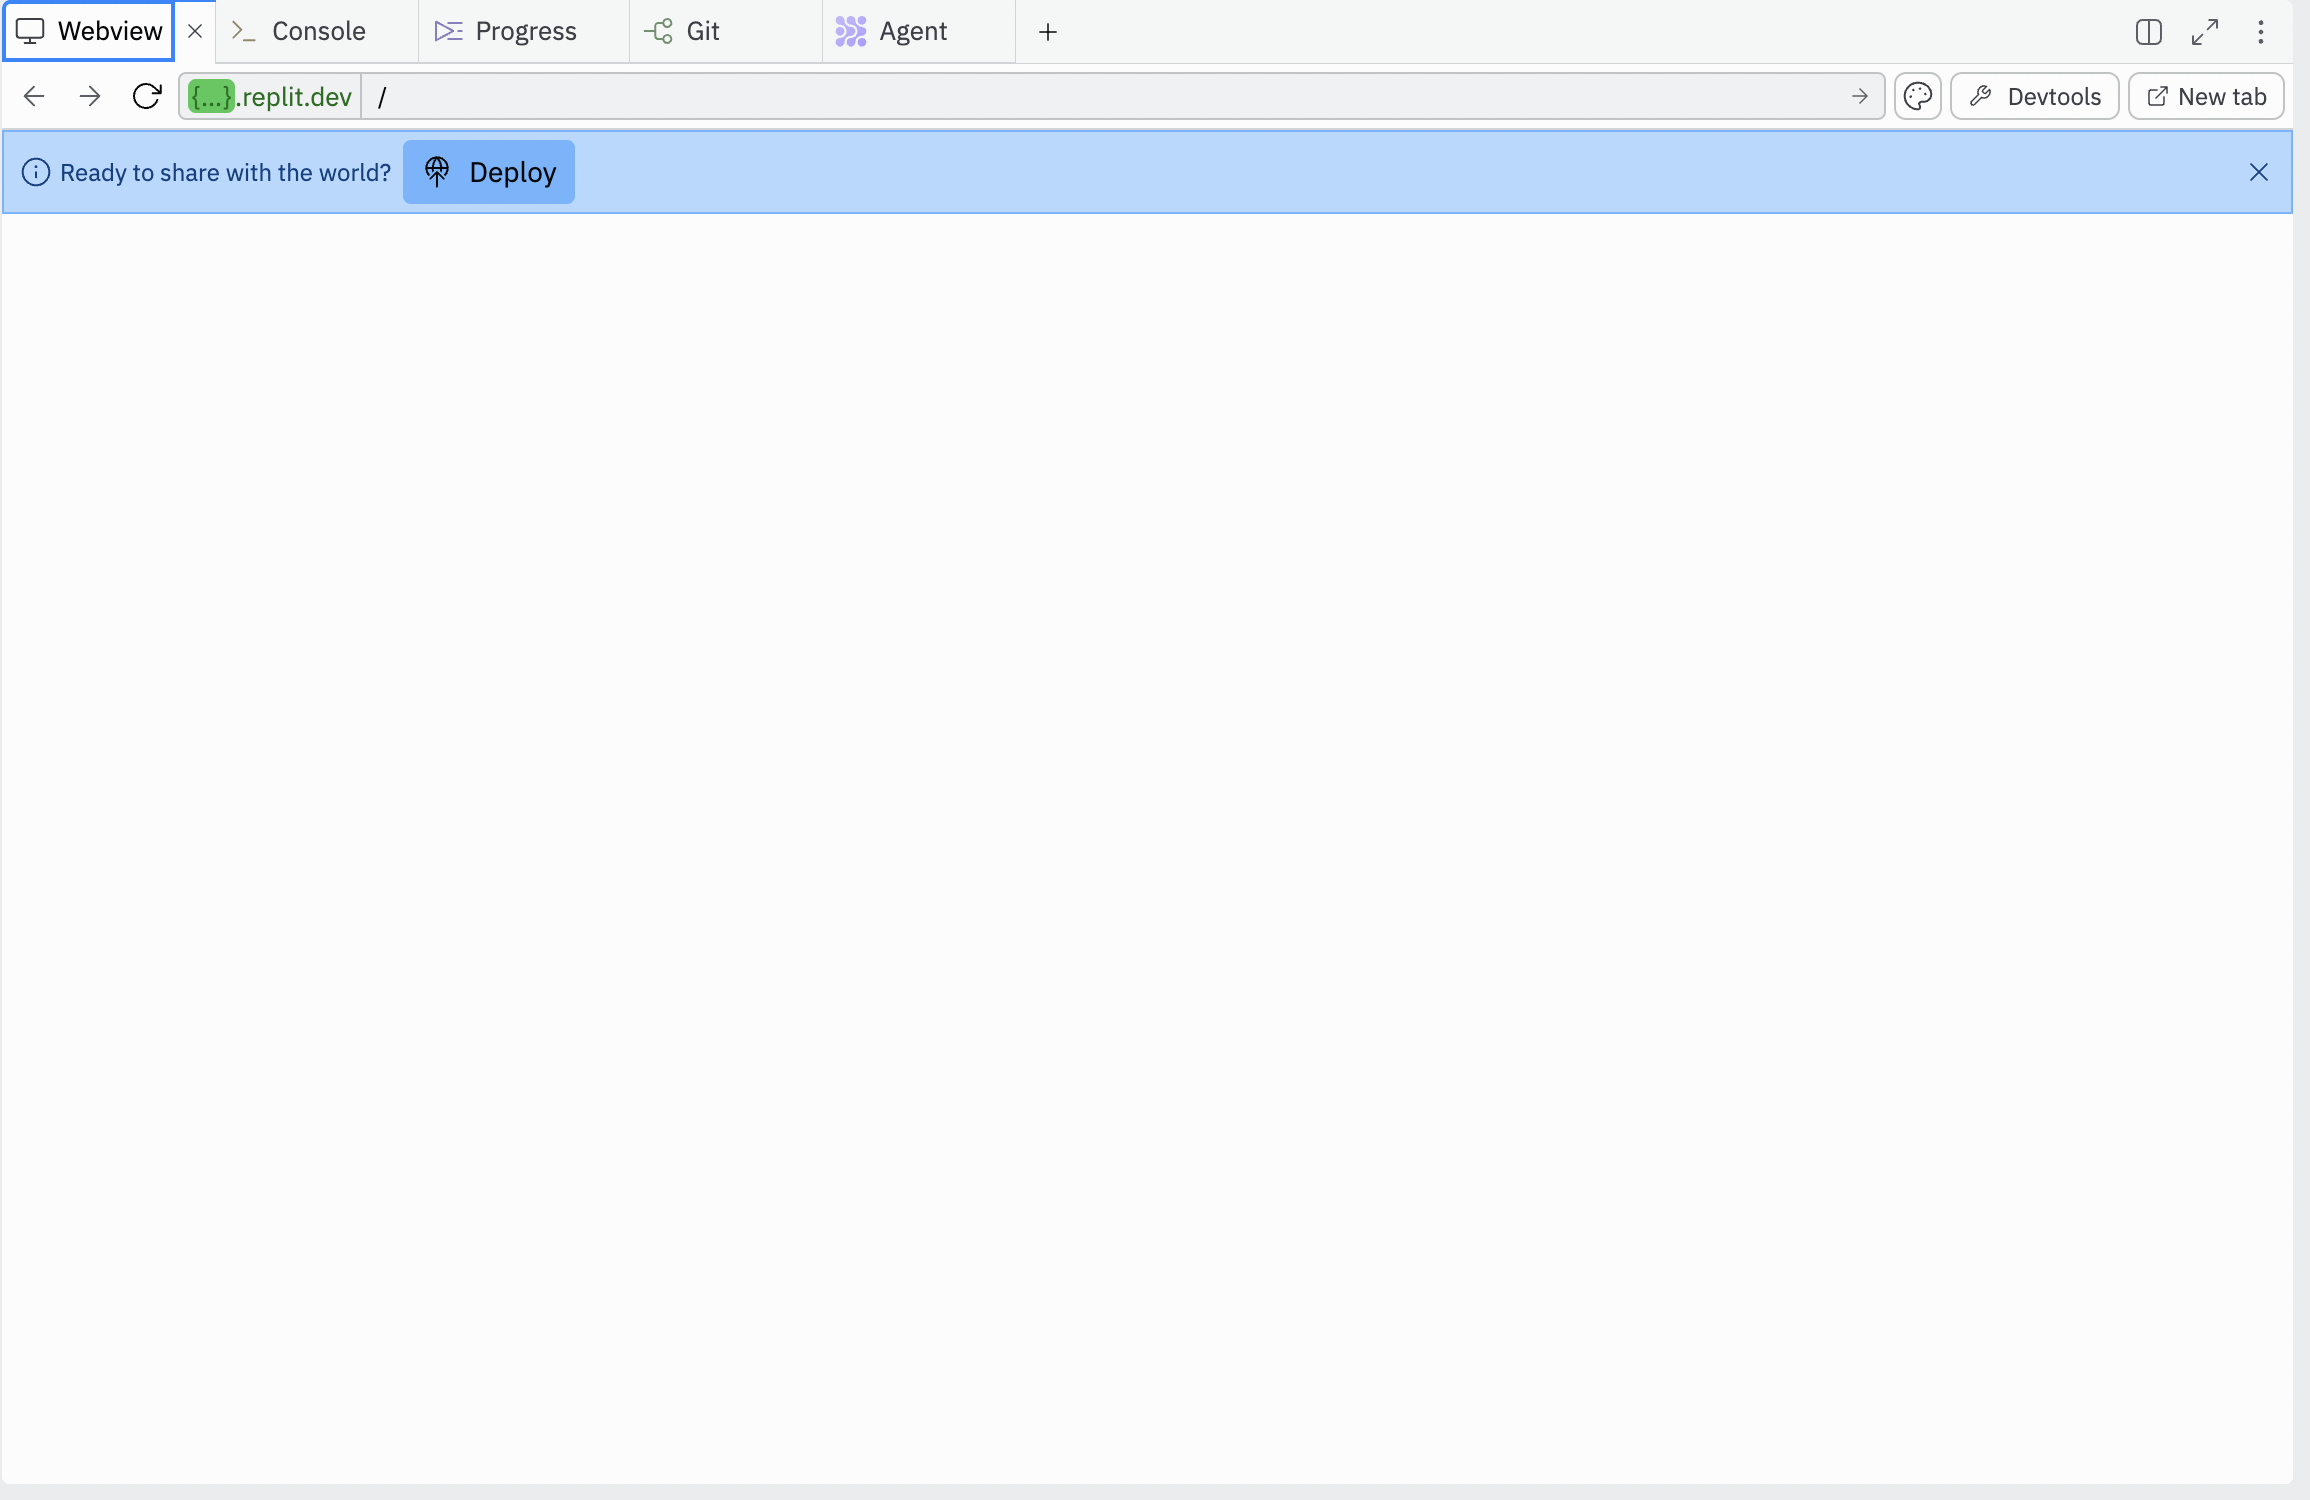 Webview Console Progress Git Agent
{...}.replit.dev / Devtools New tab
Ready to share with the world? Deploy